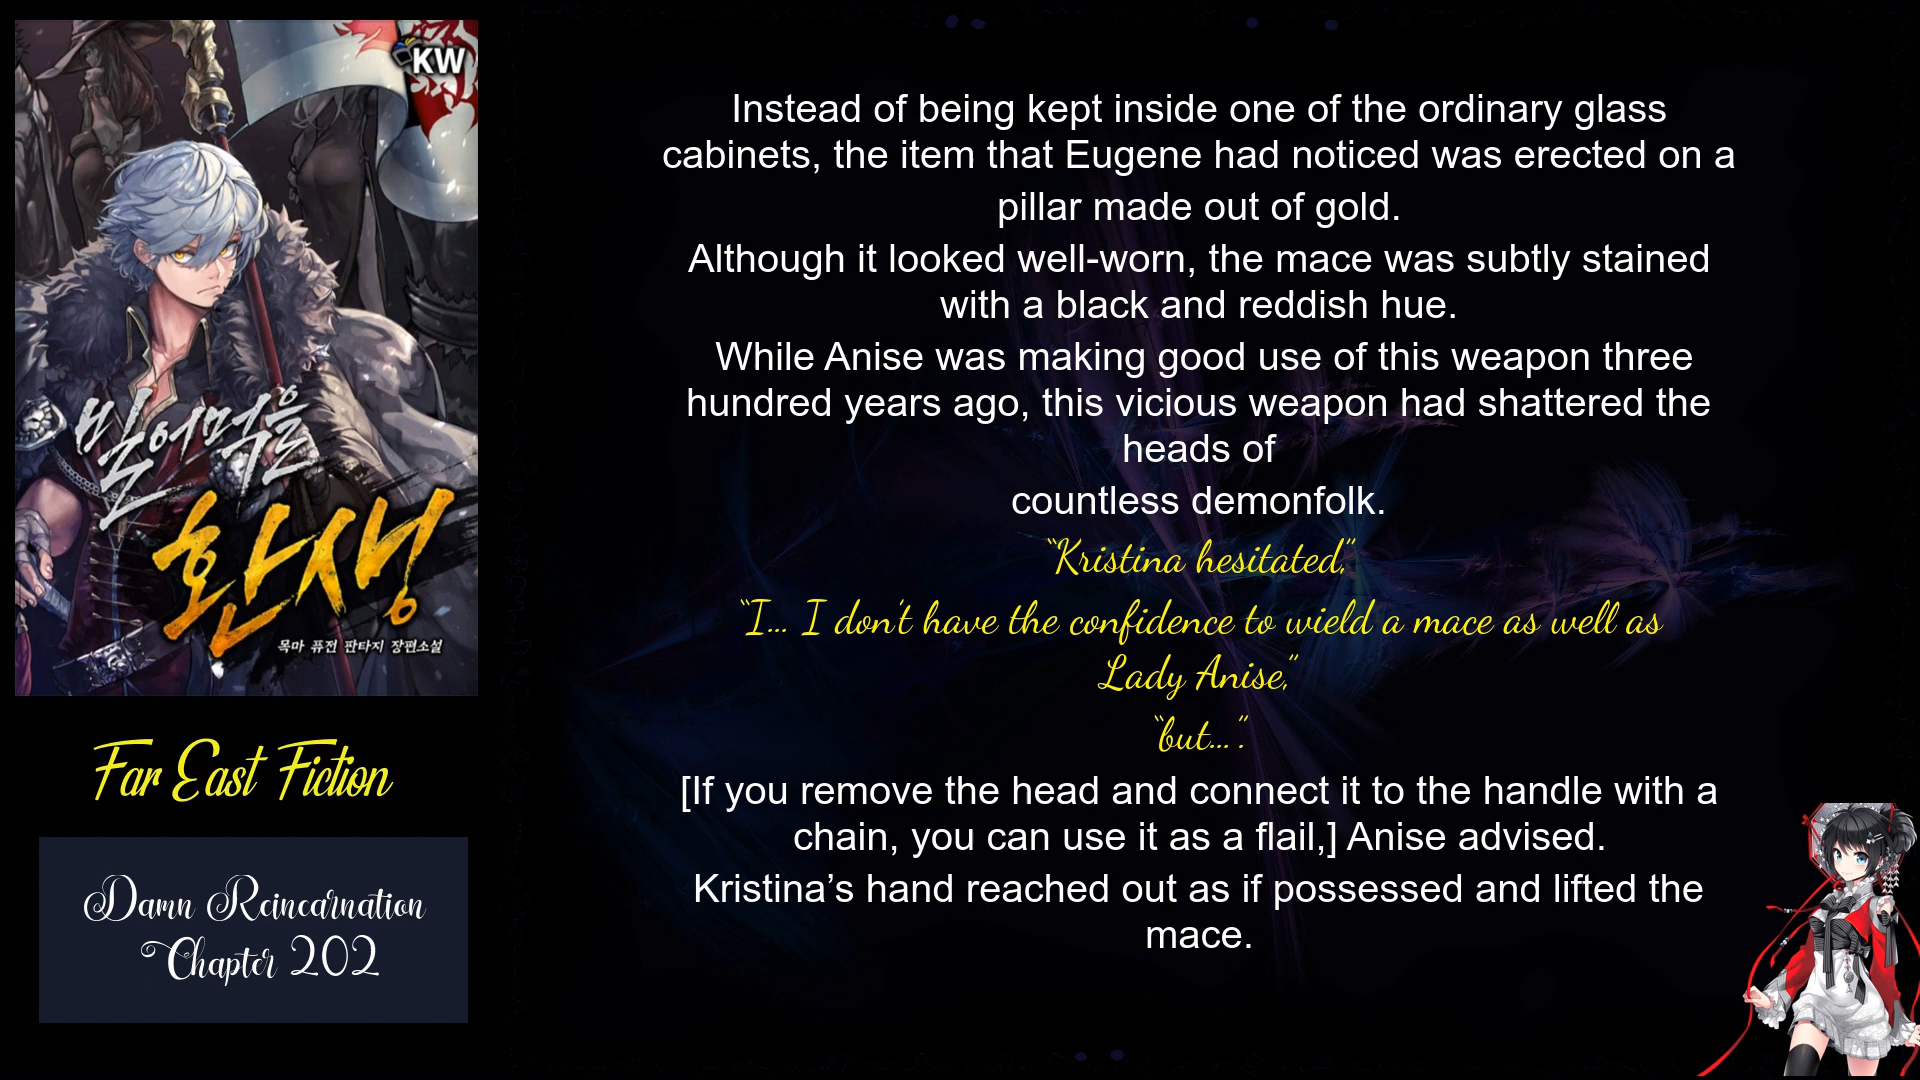 KW
빌어먹을
환생
목마 퓨전 판타지 장편소설
Far East Fiction
Damn Reincarnation
Chapter 202
Instead of being kept inside one of the ordinary glass
cabinets, the item that Eugene had noticed was erected on a
pillar made out of gold.
Although it looked well-worn, the mace was subtly stained
with a black and reddish hue.
While Anise was making good use of this weapon three
hundred years ago, this vicious weapon had shattered the
heads of
countless demonfolk.
“Kristina hesitated,”
“I… I don’t have the confidence to wield a mace as well as
Lady Anise,”
“but…”.
[If you remove the head and connect it to the handle with a
chain, you can use it as a flail,] Anise advised.
Kristina’s hand reached out as if possessed and lifted the
mace.